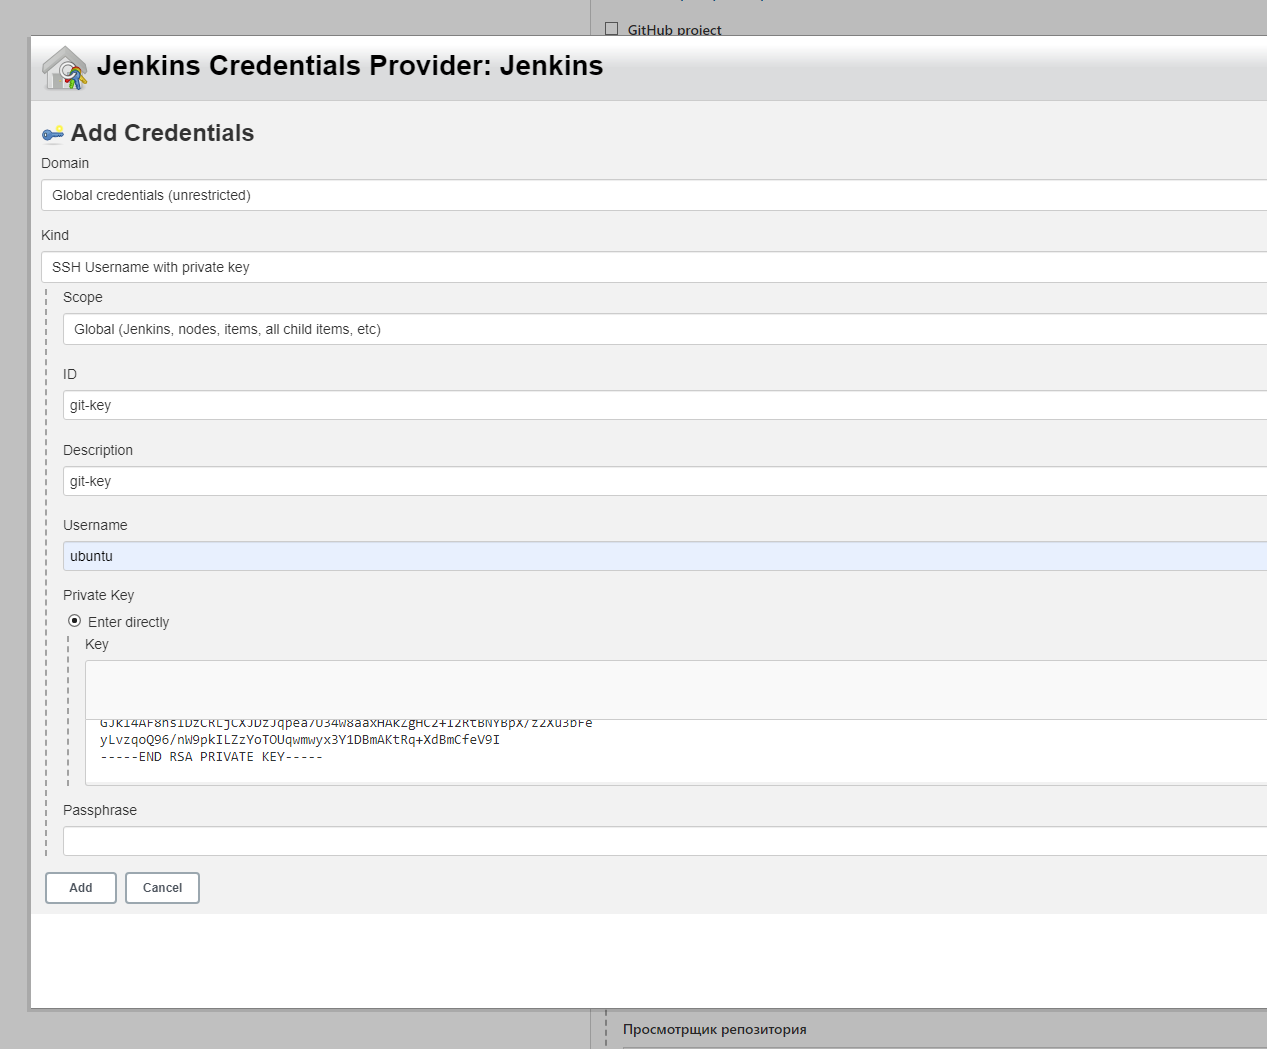 GitHub project
Jenkins Credentials Provider: Jenkins
Add Credentials
Domain
Global credentials (unrestricted)
Kind
SSH Username with private key
Scope
Global (Jenkins, nodes, items, all child items, etc)
ID
git-key
Description
git-key
Username
ubuntu
Private Key
Enter directly
Key
yLvzqoQ96/nW9pkILZzYoTOUqwmwyx3Y1DBmAKtRq+XdBmCfeV9I
-----END RSA PRIVATE KEY-----
Passphrase
Add
Cancel
Просмотрщик репозитория